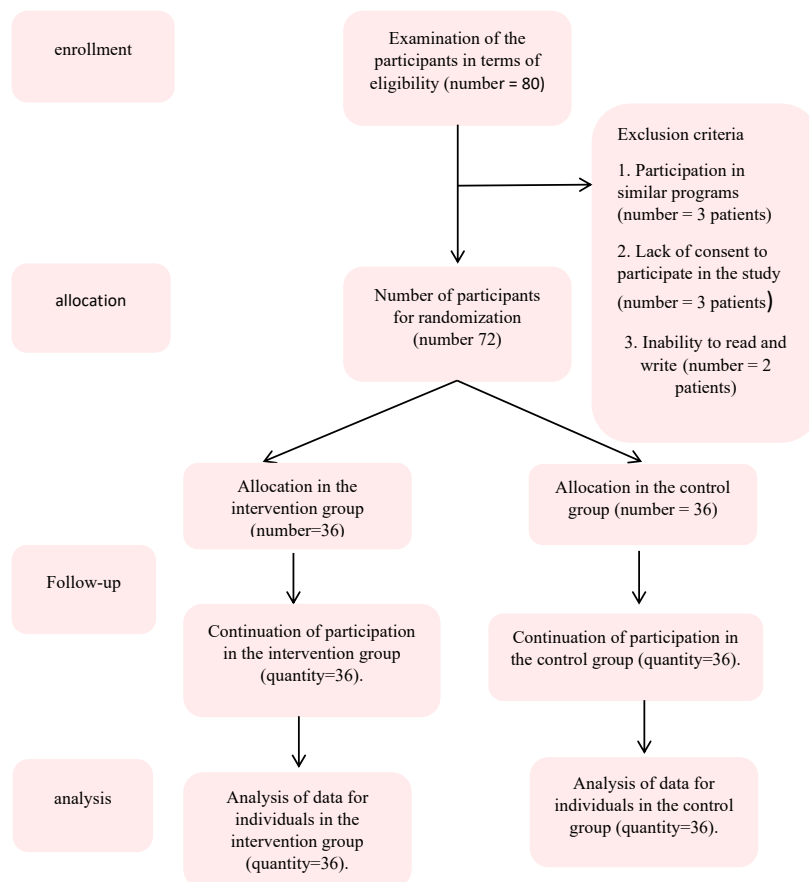 enrollment
Examination of the
participants in terms of
eligibility (number = 80)
Exclusion criteria
1. Participation in
similar programs
(number = 3 patients)
2. Lack of consent to
participate in the study
(number = 3 patients)
3. Inability to read and
write (number = 2
patients)
allocation
Number of participants
for randomization
(number 72)
Allocation in the
intervention group
(number=36)
Allocation in the control
group (number = 36)
Follow-up
Continuation of participation
in the intervention group
(quantity=36).
Continuation of participation in
the control group (quantity=36).
analysis
Analysis of data for
individuals in the
intervention group
(quantity=36).
Analysis of data for
individuals in the control
group (quantity=36).